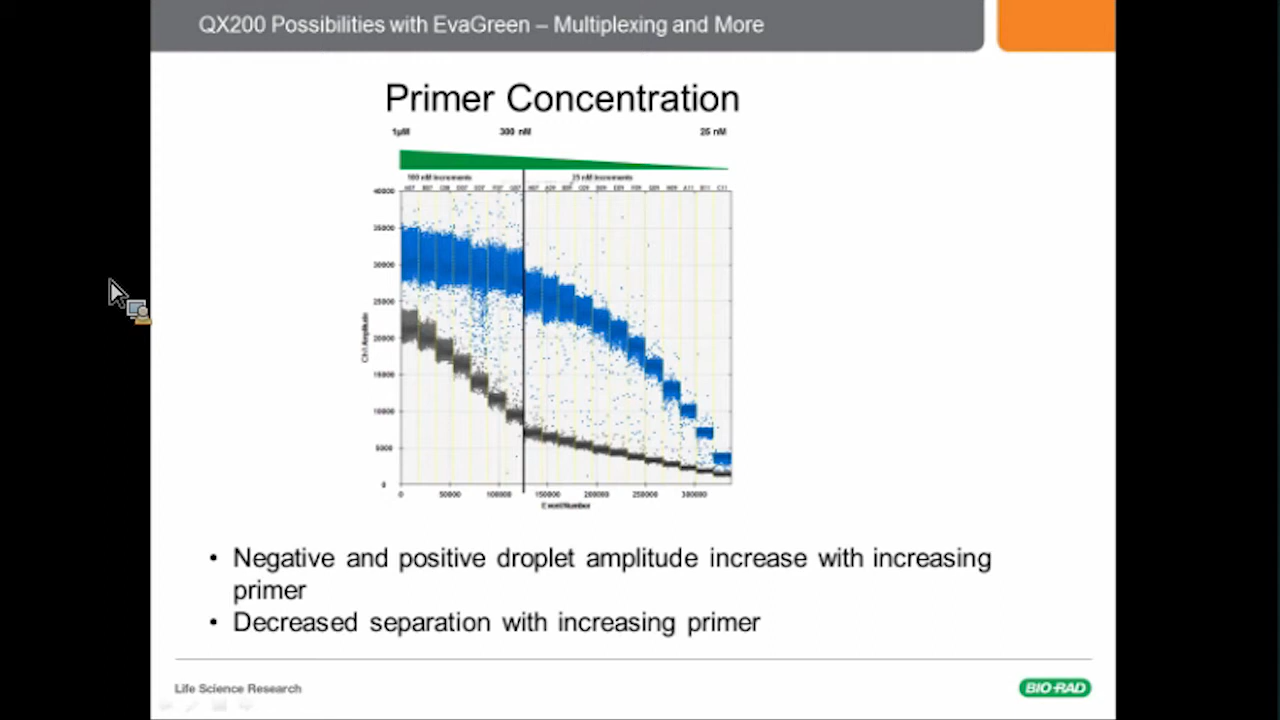 QX200 Possibilities with EvaGreen – Multiplexing and More
Primer Concentration
1µM 300 nM 25 nM
100 nM Increments 25 nM Increments
40000
35000
30000
25000
20000
15000
10000
5000
0
Ch1 Amplitude
0 50000 100000 150000 200000 250000 300000
Event Number
• Negative and positive droplet amplitude increase with increasing
primer
• Decreased separation with increasing primer
Life Science Research
BIO-RAD